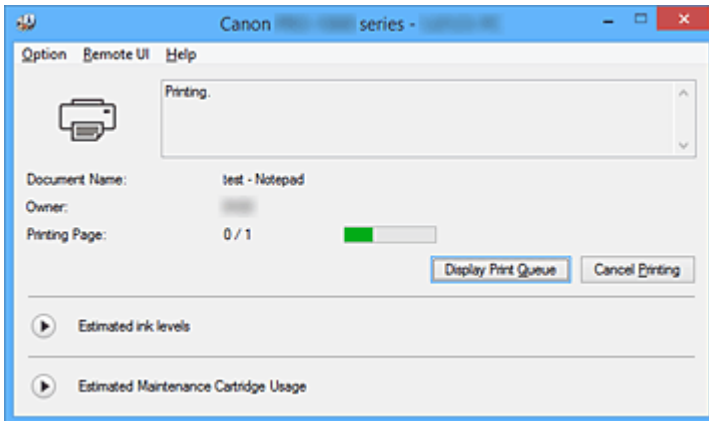 Canon series -
Option Remote UI Help
Printing.
Document Name: test - Notepad
Owner:
Printing Page: 0 / 1
Display Print Queue Cancel Printing
Estimated ink levels
Estimated Maintenance Cartridge Usage